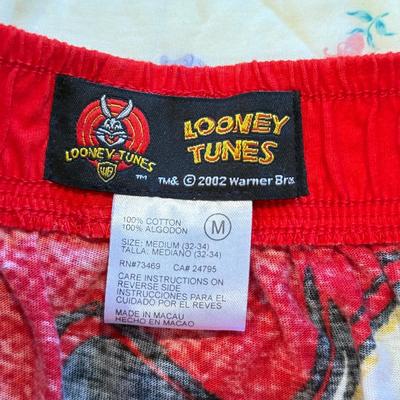 LOONEY TUNES
WB
TM
LOONEY
TUNES
TM& © 2002 Warner Bros.
100% COTTON
100% ALGODON
M
SIZE: MEDIUM (32-34)
TALLA: MEDIANO (32-34)
RN#73469 CA# 24795
CARE INSTRUCTIONS ON
REVERSE SIDE
INSTRUCCIONES PARA EL
CUIDADO POR EL REVES
MADE IN MACAU
HECHO EN MACAO